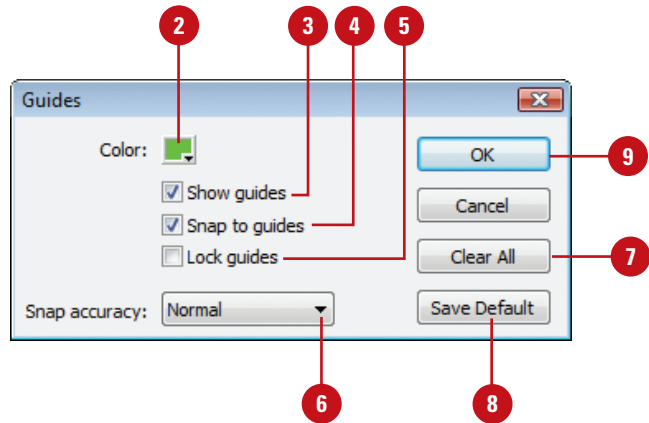 2 3 4 5
Guides
Color:
OK
9
Show guides
Cancel
Snap to guides
Lock guides
Clear All
7
Snap accuracy:
Normal
Save Default
6
8